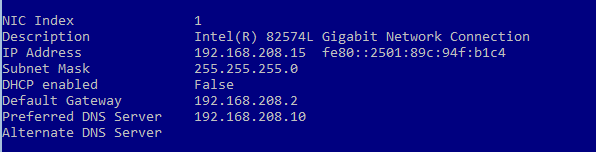 NIC Index 1
Description Intel(R) 82574L Gigabit Network Connection
IP Address 192.168.208.15 fe80::2501:89c:94f:b1c4
Subnet Mask 255.255.255.0
DHCP enabled False
Default Gateway 192.168.208.2
Preferred DNS Server 192.168.208.10
Alternate DNS Server